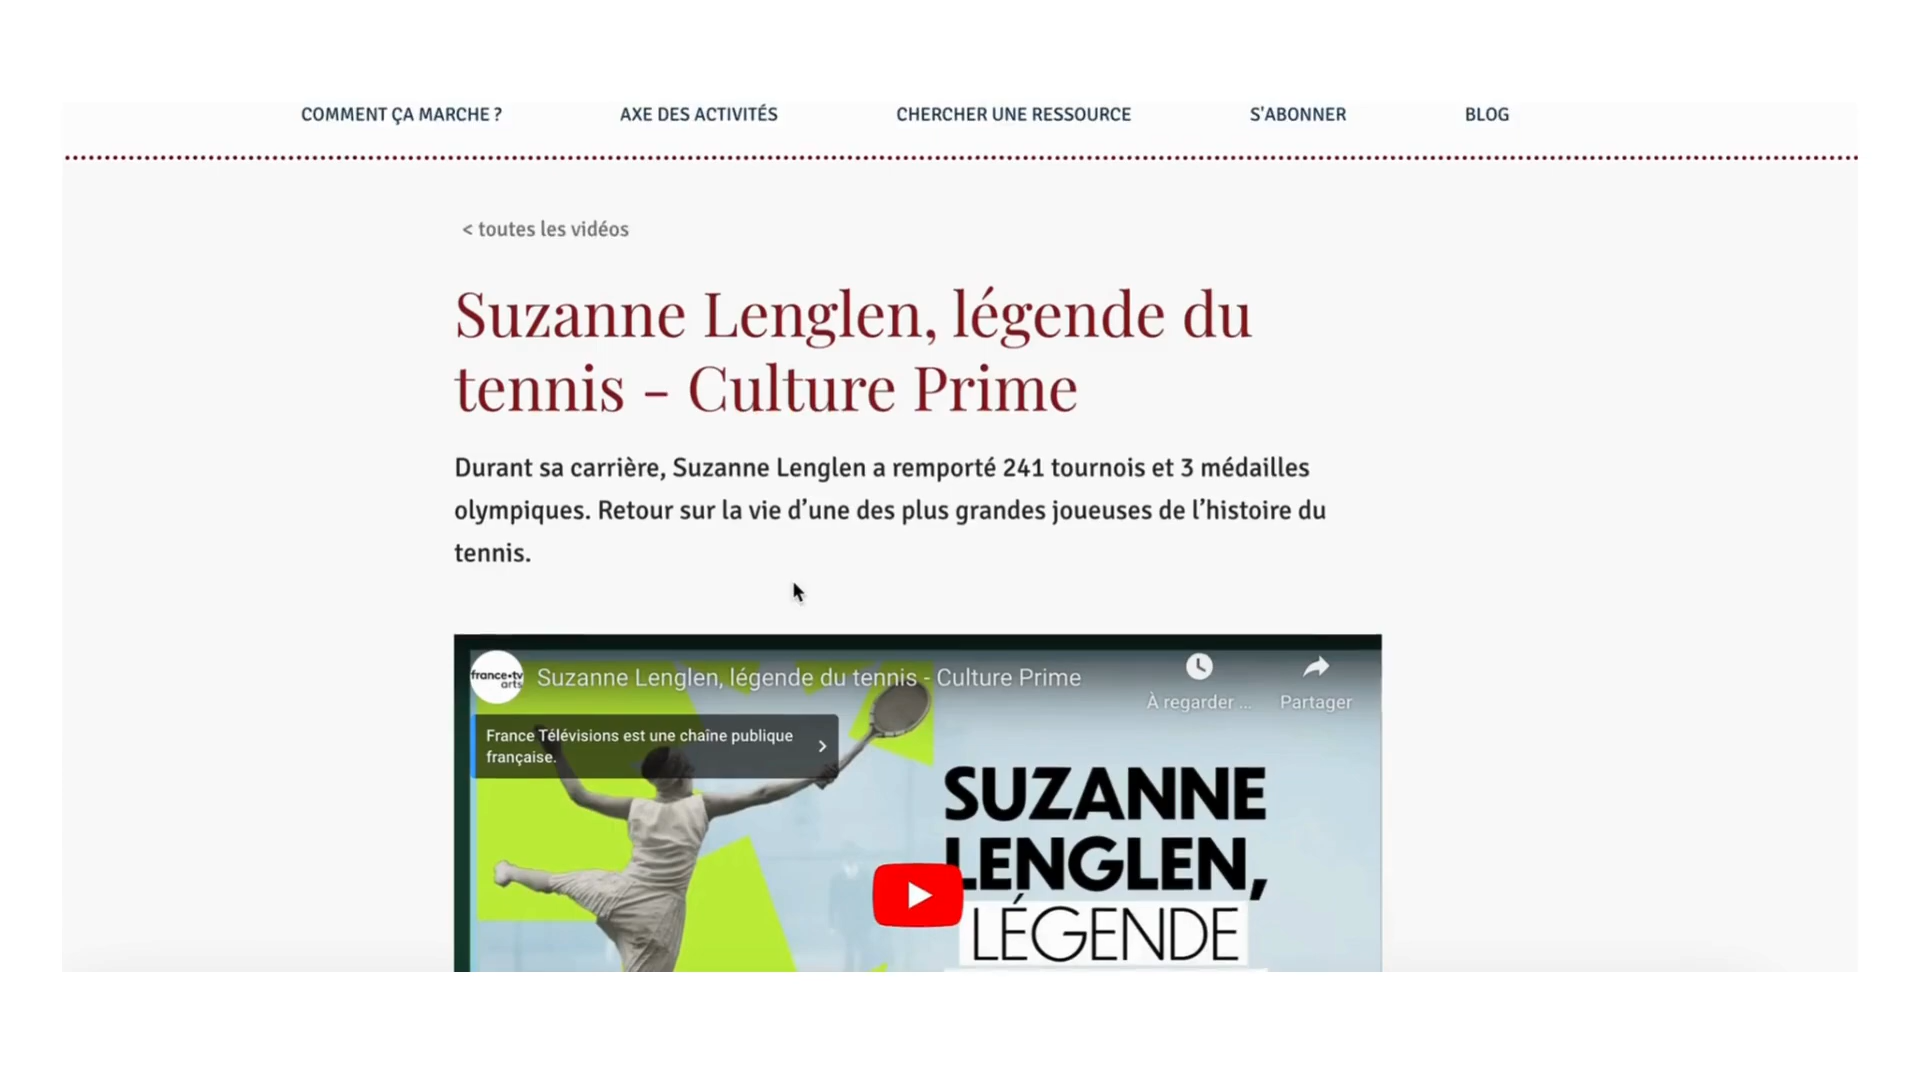 COMMENT ÇA MARCHE ?
AXE DES ACTIVITÉS
CHERCHER UNE RESSOURCE
S'ABONNER
BLOG
< toutes les vidéos
Suzanne Lenglen, légende du
tennis - Culture Prime
Durant sa carrière, Suzanne Lenglen a remporté 241 tournois et 3 médailles
olympiques. Retour sur la vie d’une des plus grandes joueuses de l’histoire du
tennis.
france•tv
arts
Suzanne Lenglen, légende du tennis - Culture Prime
À regarder ...
Partager
France Télévisions est une chaîne publique
française.
SUZANNE
LENGLEN,
LÉGENDE